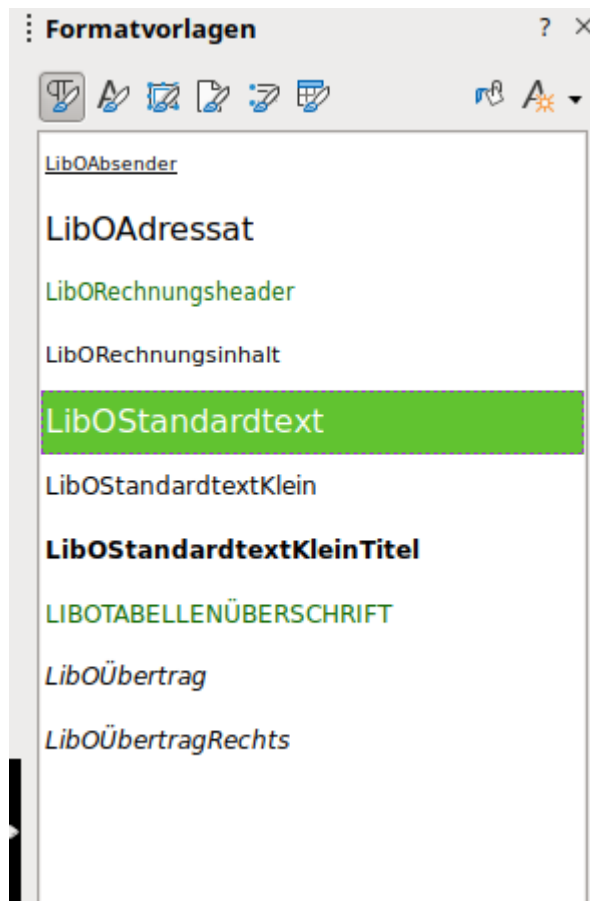 Formatvorlagen ?
LibOAbsender
LibOAdressat
LibORechnungsheader
LibORechnungsinhalt
LibOStandardtext
LibOStandardtextKlein
LibOStandardtextKleinTitel
LIBOTABELLENÜBERSCHRIFT
LibOÜbertrag
LibOÜbertragRechts